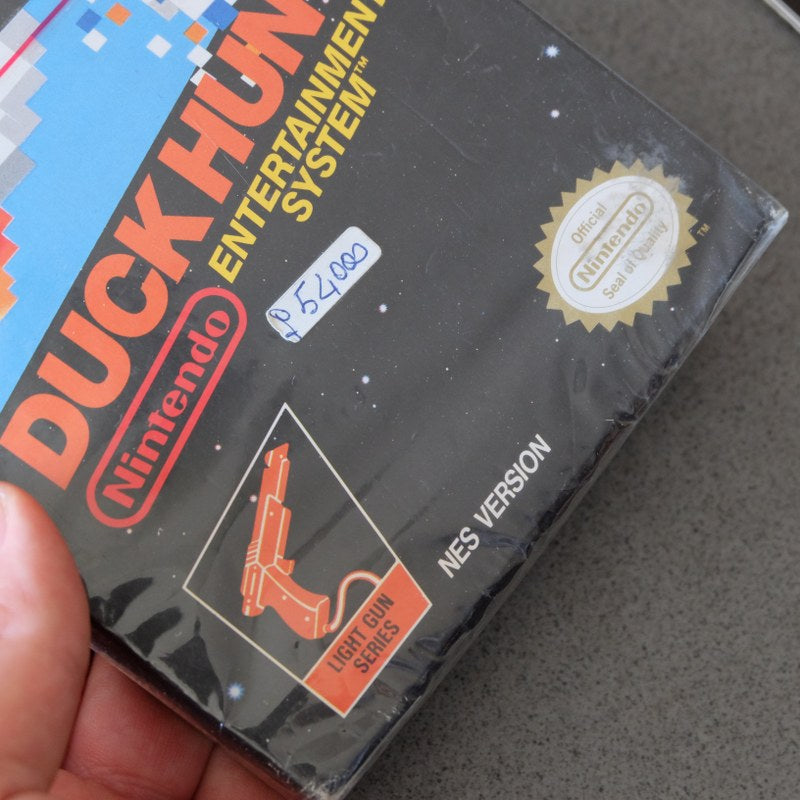 DUCK HUN
Nintendo
ENTERTAINMENT
SYSTEM™
54000
Official
Nintendo
Seal of Quality
™
NES VERSION
LIGHT GUN
SERIES